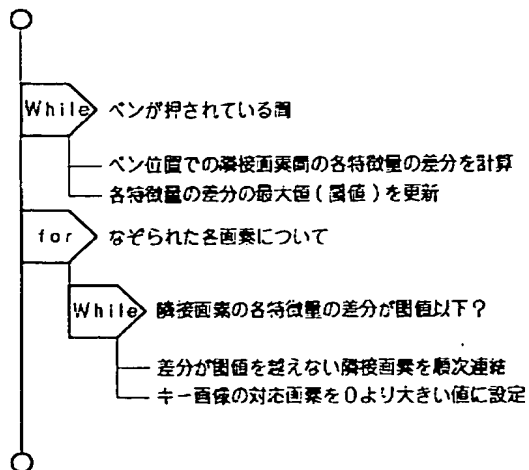 While ペンが押されている間
ペン位置での隣接画素間の各特徴量の差分を計算
各特徴量の差分の最大値(閾値)を更新
for なぞられた各画素について
While 隣接画素の各特徴量の差分が閾値以下?
差分が閾値を越えない隣接画素を順次連結
キー画像の対応画素を0より大きい値に設定